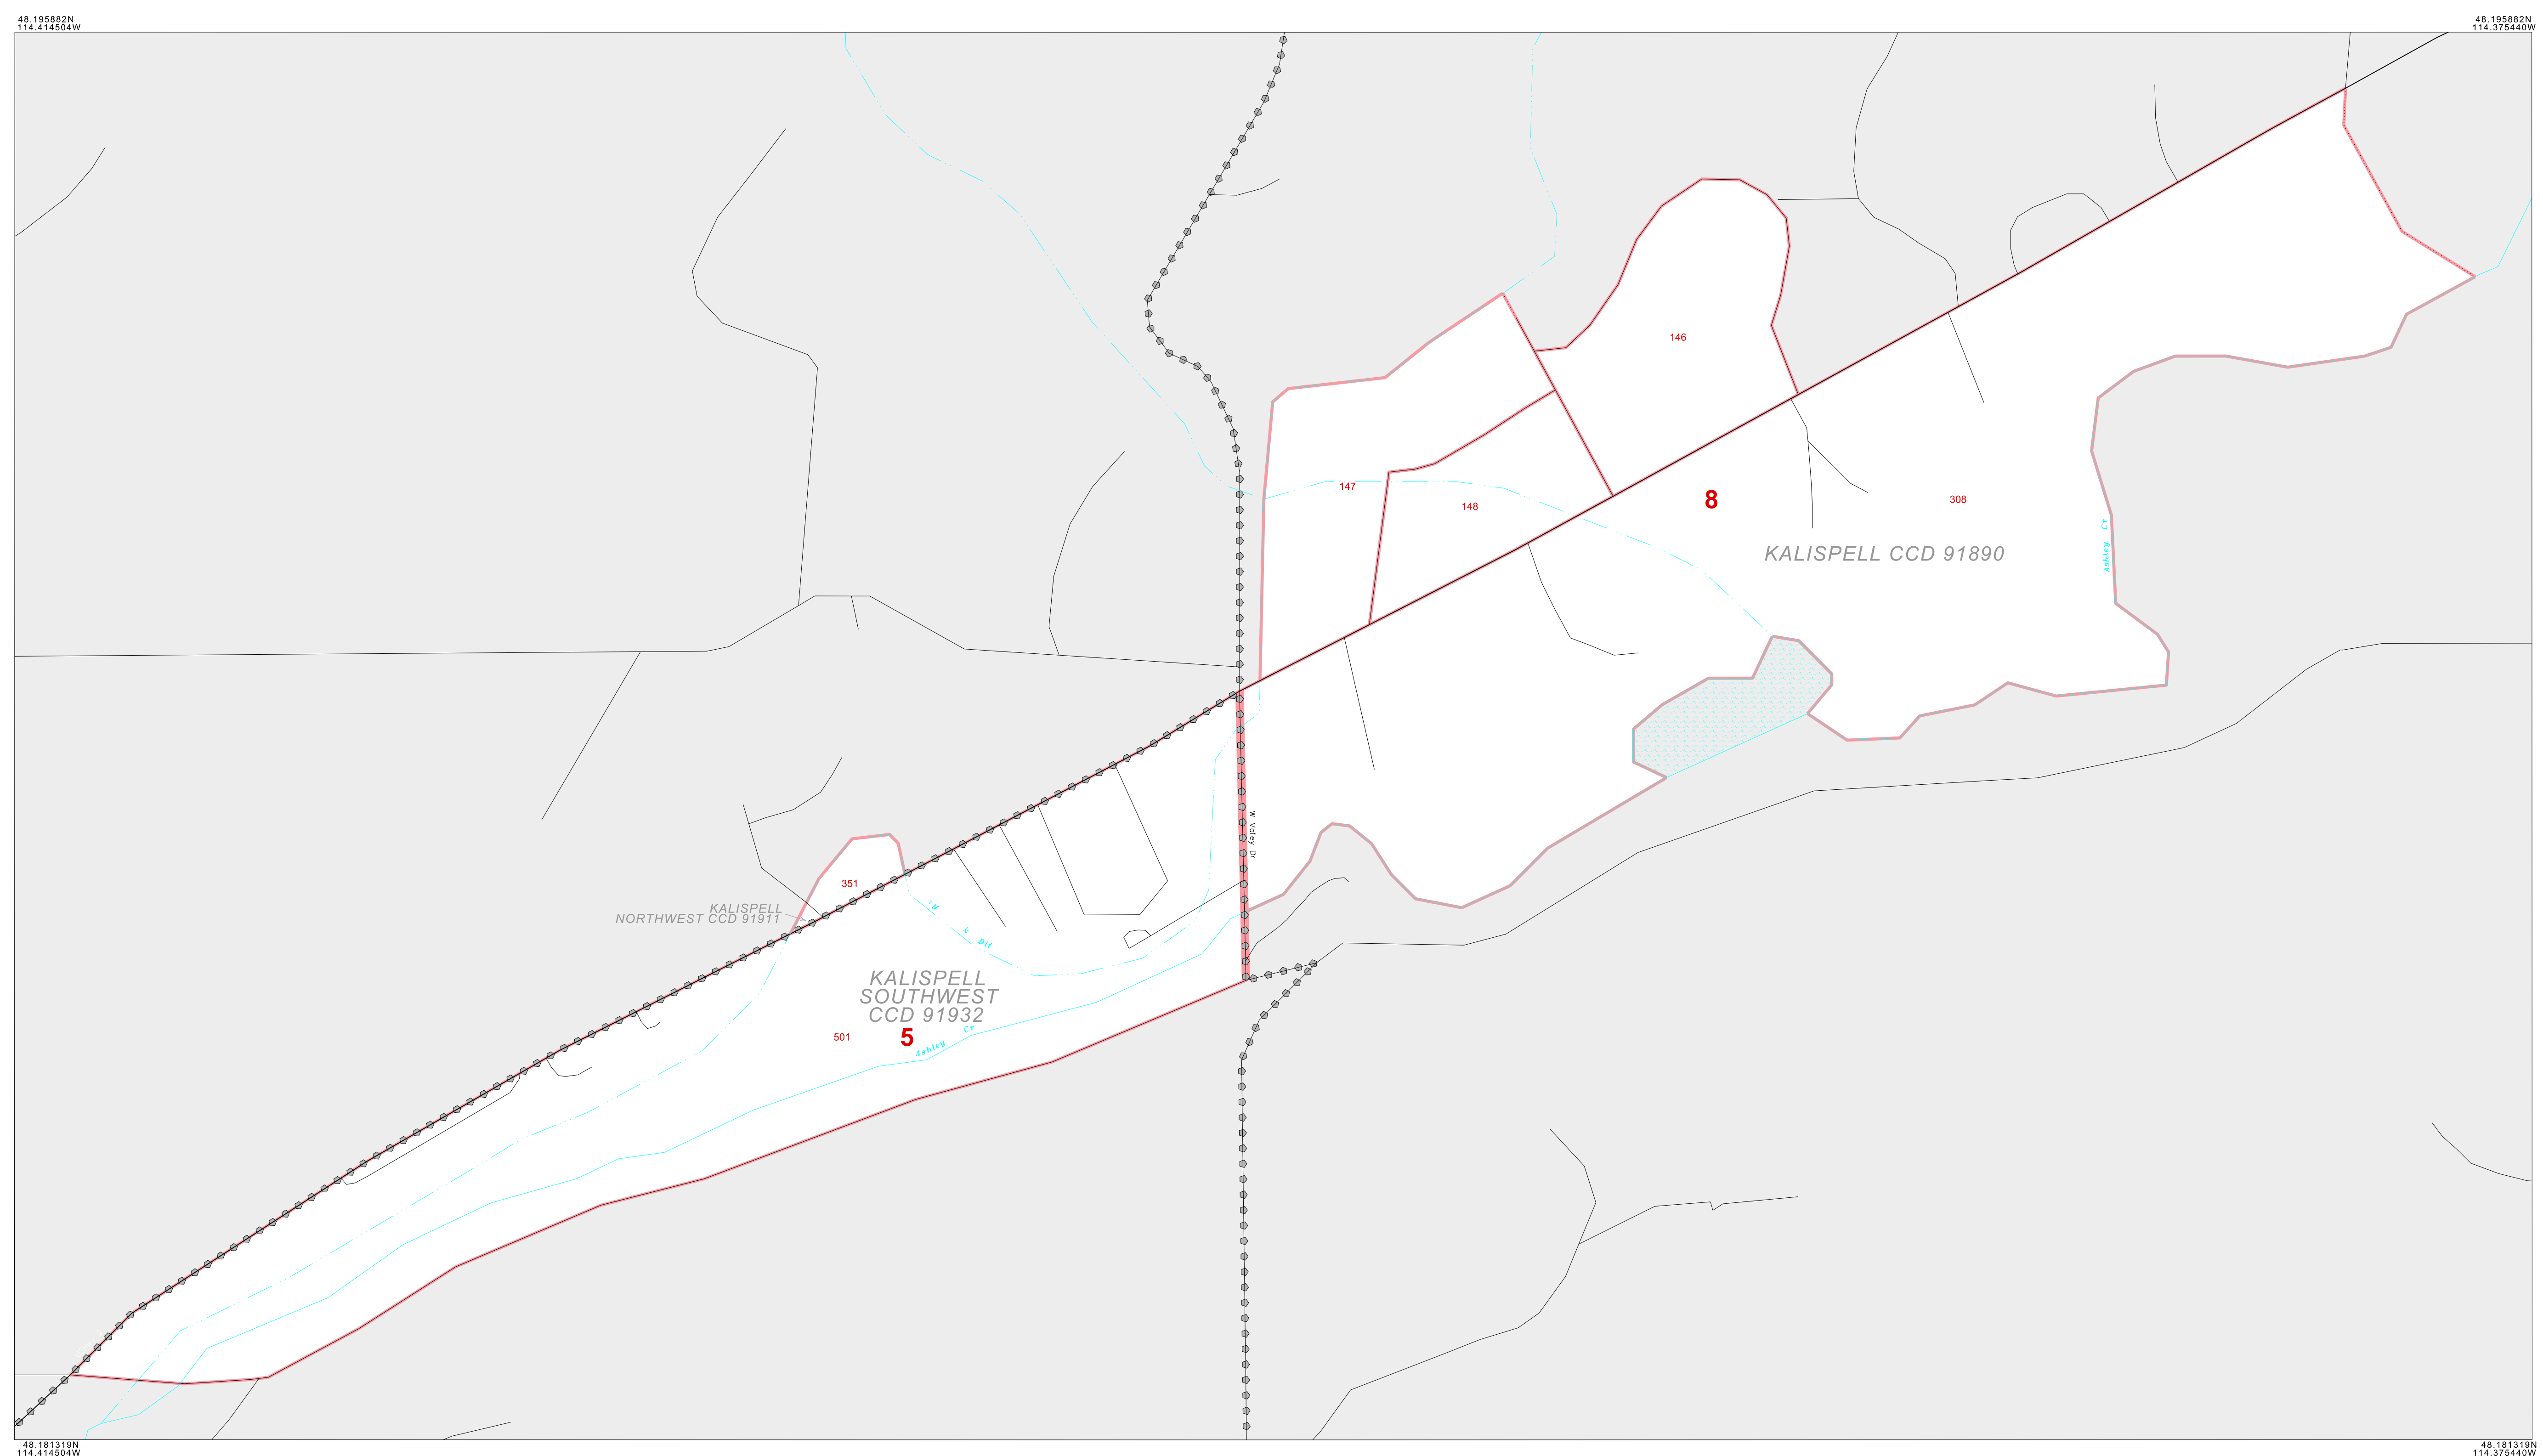 48.195882N
114.414504W
48.195882N
114.375440W
146
147
148
8
308
KALISPELL CCD 91890
Ashley Cr
W Valley Dr
351
KALISPELL
NORTHWEST CCD 91911
KALISPELL
SOUTHWEST
CCD 91932
501
5
Ashley Cr
48.181319N
114.414504W
48.181319N
114.375440W